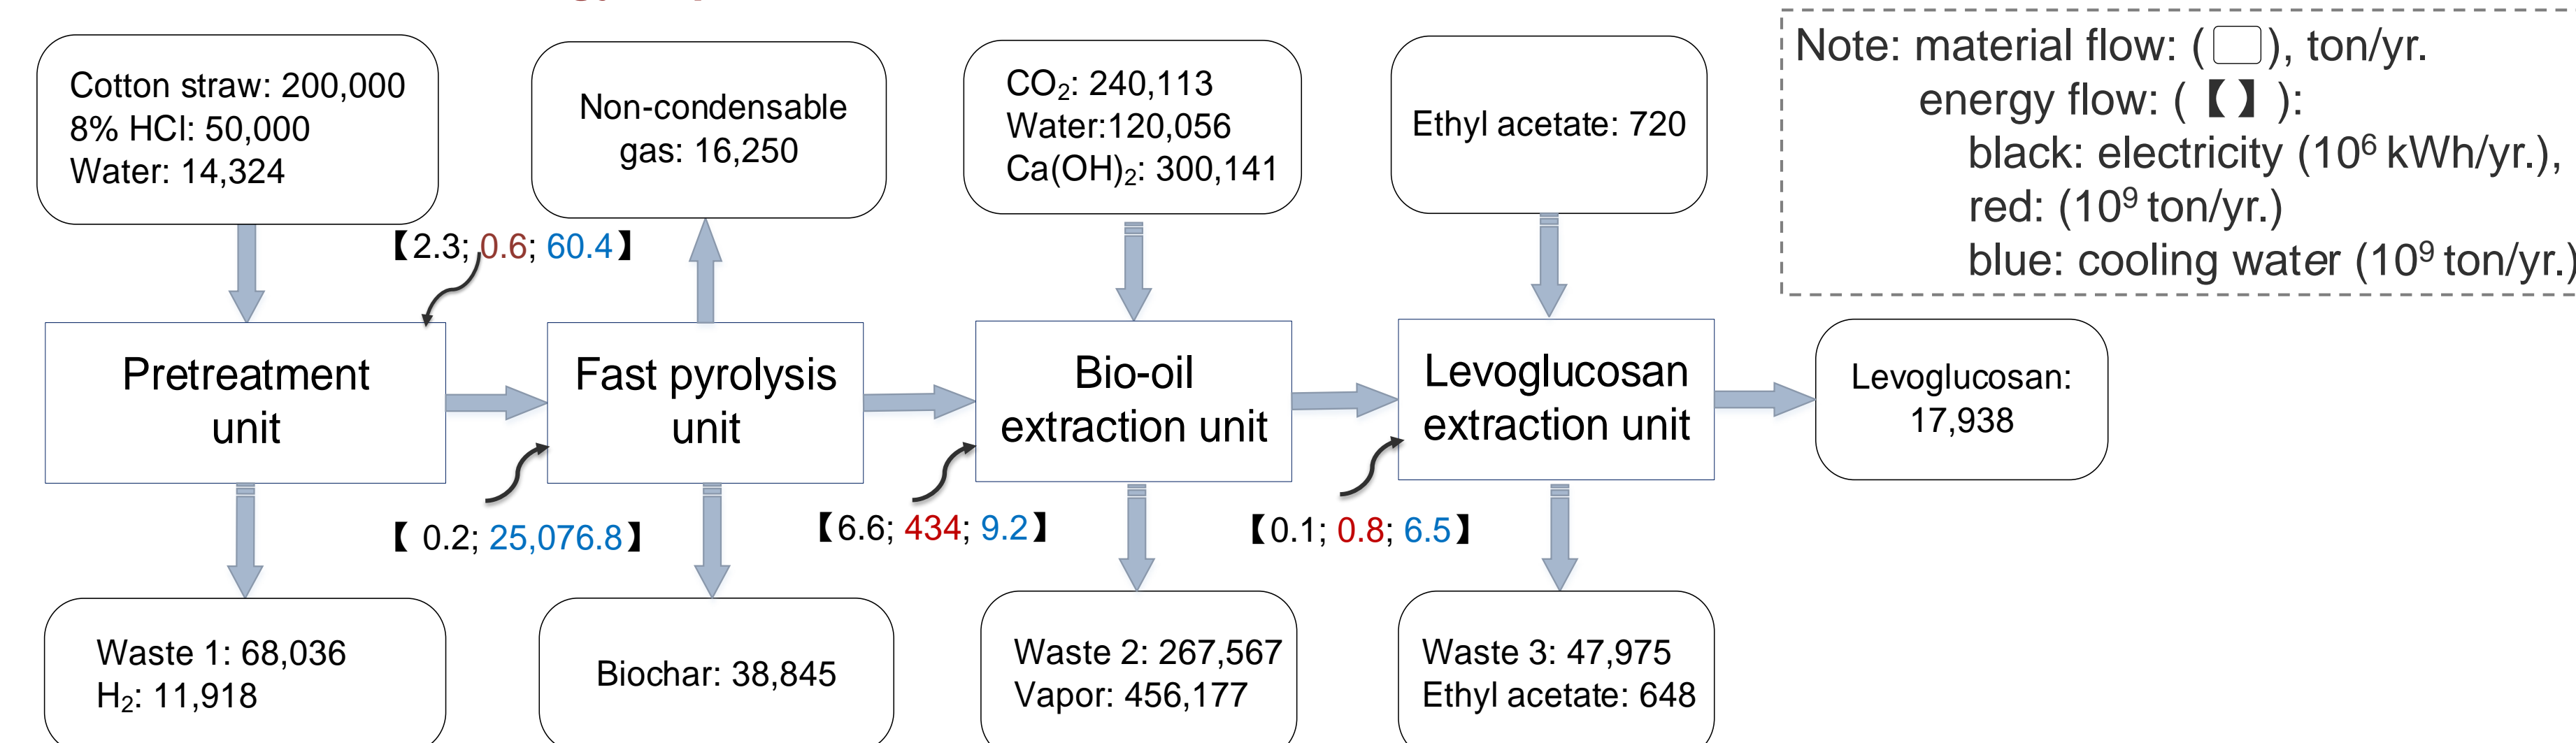 Cotton straw: 200,000
8% HCl: 50,000
Water: 14,324
Non-condensable
gas: 16,250
CO₂: 240,113
Water:120,056
Ca(OH)₂: 300,141
Ethyl acetate: 720
Note: material flow: ( ), ton/yr.
energy flow: (【】):
black: electricity (10⁶ kWh/yr.),
red: (10⁹ ton/yr.)
blue: cooling water (10⁹ ton/yr.)
【2.3; 0.6; 60.4】
Pretreatment
unit
Fast pyrolysis
unit
Bio-oil
extraction unit
Levoglucosan
extraction unit
Levoglucosan:
17,938
【 0.2; 25,076.8】
【6.6; 434; 9.2】
【0.1; 0.8; 6.5】
Waste 1: 68,036
H₂: 11,918
Biochar: 38,845
Waste 2: 267,567
Vapor: 456,177
Waste 3: 47,975
Ethyl acetate: 648